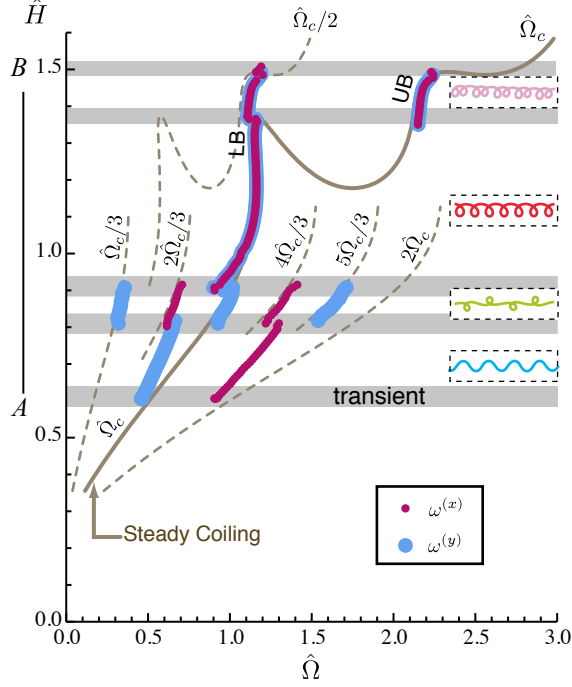 Ĥ
Ω̂c/2
Ω̂c
B
1.5
UB
LB
Ω̂c/3
2Ω̂c/3
4Ω̂c/3
5Ω̂c/3
2Ω̂c
1.0
A
transient
Ω̂c
0.5
ω(x)
ω(y)
Steady Coiling
0.0
0.0 0.5 1.0 1.5 2.0 2.5 3.0
Ω̂